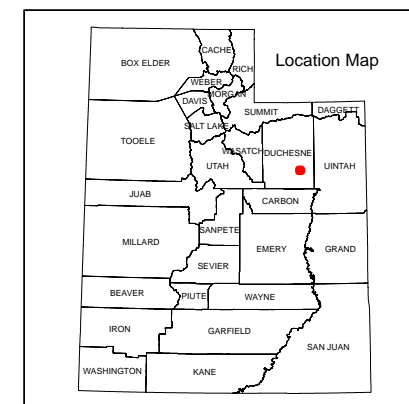 Location Map
CACHE
BOX ELDER
RICH
WEBER
MORGAN
DAVIS
SUMMIT
DAGGETT
SALT LAKE
TOOELE
WASATCH
DUCHESNE
UTAH
UINTAH
JUAB
CARBON
SANPETE
MILLARD
EMERY
GRAND
SEVIER
BEAVER
PIUTE
WAYNE
IRON
GARFIELD
SAN JUAN
WASHINGTON
KANE